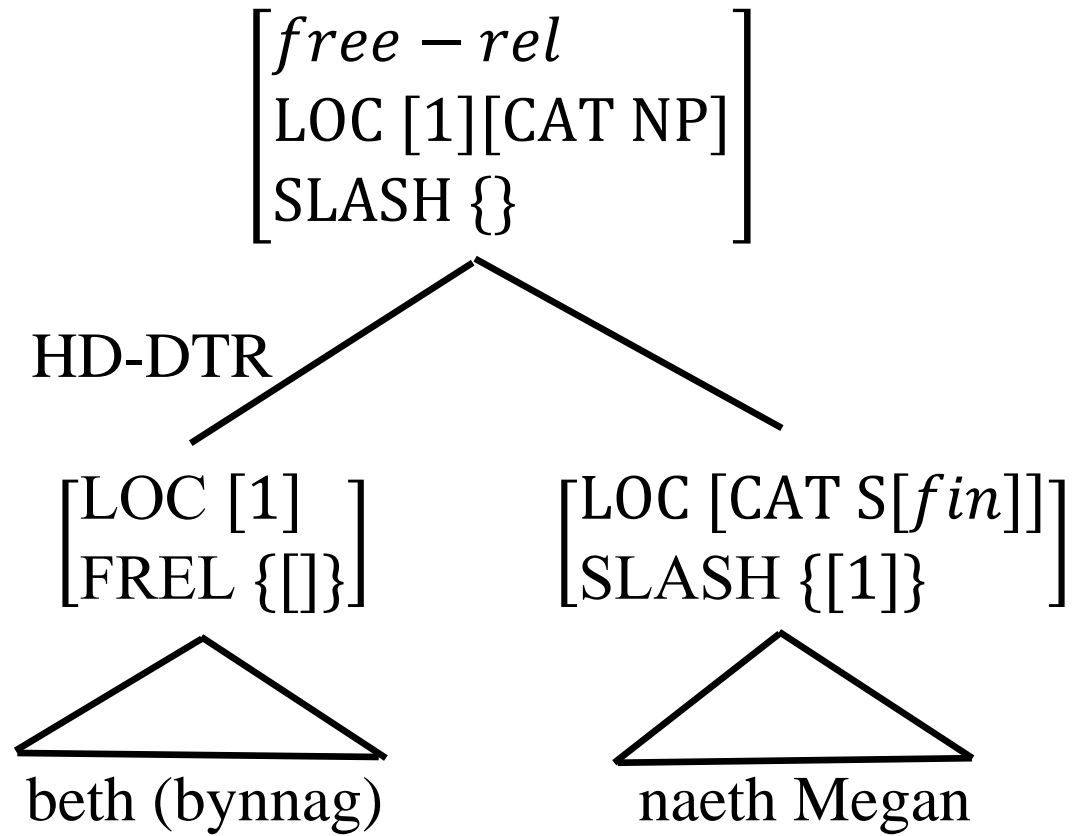 free – rel
LOC [1][CAT NP]
SLASH {}
HD-DTR
LOC [1]
FREL {[]}
LOC [CAT S[fin]]
SLASH {[1]}
beth (bynnag)
naeth Megan